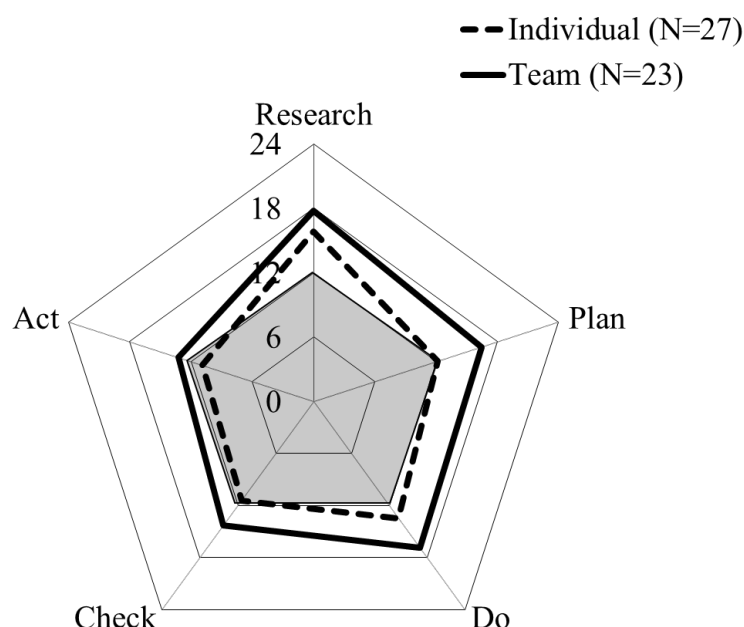 Individual (N=27)
Team (N=23)
Research
24
18
12
6
0
Act
Plan
Check
Do